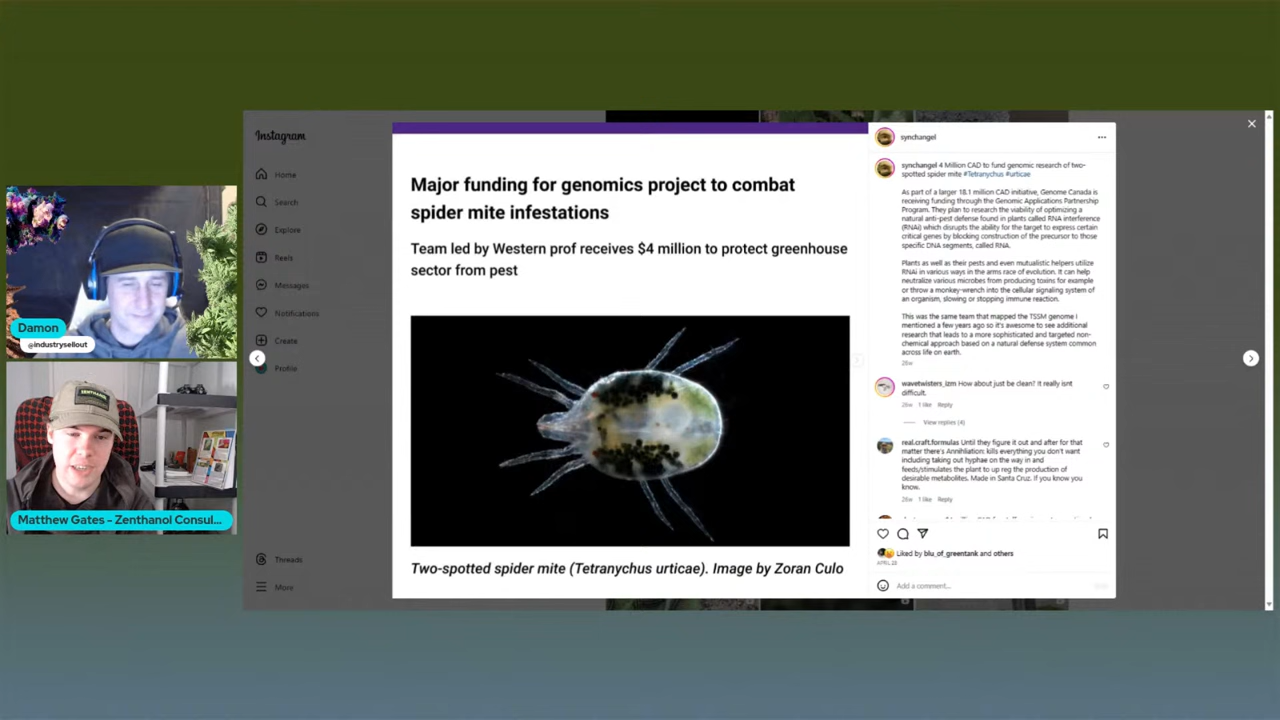 Instagram
Home
Search
Explore
Reels
Messages
Notifications
Create
Profile
Threads
More
Damon
@industrysellout
Matthew Gates - Zenthanol Consul...
ZENTHANOL
Major funding for genomics project to combat
spider mite infestations
Team led by Western prof receives $4 million to protect greenhouse
sector from pest
Two-spotted spider mite (Tetranychus urticae). Image by Zoran Culo
synchangel
synchangel 4 Million CAD to fund genomic research of two-
spotted spider mite #Tetranychus #urticae
As part of a larger 18.1 million CAD initiative, Genome Canada is
receiving funding through the Genomic Applications Partnership
Program. They plan to research the viability of optimizing a
natural anti-pest defense found in plants called RNA interference
(RNAi) which disrupts the ability for the target to express certain
critical genes by blocking construction of the precursor to those
specific DNA segments, called RNA.
Plants as well as their pests and even mutualistic helpers utilize
RNAi in various ways in the arms race of evolution. It can help
neutralize various microbes from producing toxins for example
or throw a monkey-wrench into the cellular signaling system of
an organism, slowing or stopping immune reaction.
This was the same team that mapped the TSSM genome I
mentioned a few years ago so it's awesome to see additional
research that leads to a more sophisticated and targeted non-
chemical approach based on a natural defense system common
across life on earth.
28w
wavetwisters_izm How about just be clean? It really isnt
difficult.
28w 1 like Reply
View replies (4)
real.craft.formulas Until they figure it out and after for that
matter there's Annihilation: kills everything you don't want
including taking out hyphae on the way in and
feeds/stimulates the plant to up reg the production of
desirable metabolites. Made in Santa Cruz. If you know you
know.
28w 1 like Reply
Liked by blu_of_greentank and others
APRIL 28
Add a comment...